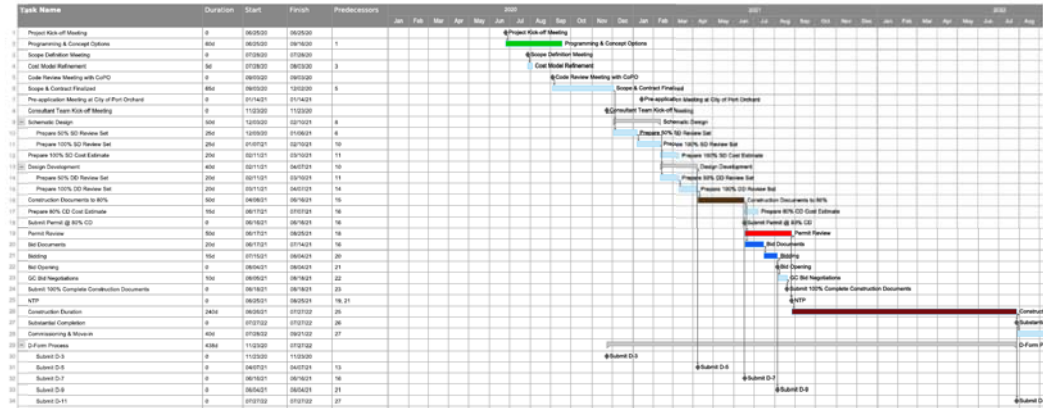 Task Name Duration Start Finish Predecessors 2020 2021 2022
Jan Feb Mar Apr May Jun Jul Aug Sep Oct Nov Dec Jan Feb Mar Apr May Jun Jul Aug Sep Oct Nov Dec Jan Feb Mar Apr May Jun Jul Aug
1 Project Kick-off Meeting 0 06/25/20 06/25/20 Project Kick-off Meeting
2 Programming & Concept Options 60d 06/25/20 09/16/20 1 Programming & Concept Options
3 Scope Definition Meeting 0 07/28/20 07/28/20 Scope Definition Meeting
4 Cost Model Refinement 5d 07/28/20 08/03/20 3 Cost Model Refinement
5 Code Review Meeting with CoPO 0 09/03/20 09/03/20 Code Review Meeting with CoPO
6 Scope & Contract Finalized 65d 09/03/20 12/02/20 5 Scope & Contract Finalized
7 Pre-application Meeting at City of Port Orchard 0 01/14/21 01/14/21 Pre-application Meeting at City of Port Orchard
8 Consultant Team Kick-off Meeting 0 11/23/20 11/23/20 Consultant Team Kick-off Meeting
9 Schematic Design 50d 12/03/20 02/10/21 8 Schematic Design
10 Prepare 50% SD Review Set 25d 12/03/20 01/06/21 6 Prepare 50% SD Review Set
11 Prepare 100% SD Review Set 25d 01/07/21 02/10/21 10 Prepare 100% SD Review Set
12 Prepare 100% SD Cost Estimate 20d 02/11/21 03/10/21 11 Prepare 100% SD Cost Estimate
13 Design Development 40d 02/11/21 04/07/21 10 Design Development
14 Prepare 50% DD Review Set 20d 02/11/21 03/10/21 11 Prepare 50% DD Review Set
15 Prepare 100% DD Review Set 20d 03/11/21 04/07/21 14 Prepare 100% DD Review Set
16 Construction Documents to 80% 50d 04/08/21 06/16/21 15 Construction Documents to 80%
17 Prepare 80% CD Cost Estimate 15d 06/17/21 07/07/21 16 Prepare 80% CD Cost Estimate
18 Submit Permit @ 80% CD 0 06/16/21 06/16/21 16 Submit Permit @ 80% CD
19 Permit Review 50d 06/17/21 08/25/21 18 Permit Review
20 Bid Documents 20d 06/17/21 07/14/21 16 Bid Documents
21 Bidding 15d 07/15/21 08/04/21 20 Bidding
22 Bid Opening 0 08/04/21 08/04/21 21 Bid Opening
23 GC Bid Negotiations 10d 08/05/21 08/18/21 22 GC Bid Negotiations
24 Submit 100% Complete Construction Documents 0 08/18/21 08/18/21 23 Submit 100% Complete Construction Documents
25 NTP 0 08/25/21 08/25/21 19, 21 NTP
26 Construction Duration 240d 08/26/21 07/27/22 25 Construct
27 Substantial Completion 0 07/27/22 07/27/22 26 Substanti
28 Commissioning & Move-in 40d 07/28/22 09/21/22 27
29 D-Form Process 438d 11/23/20 07/27/22 D-Form P
30 Submit D-3 0 11/23/20 11/23/20 Submit D-3
31 Submit D-5 0 04/07/21 04/07/21 13 Submit D-5
32 Submit D-7 0 06/16/21 06/16/21 16 Submit D-7
33 Submit D-9 0 08/04/21 08/04/21 21 Submit D-9
34 Submit D-11 0 07/27/22 07/27/22 27 Submit D